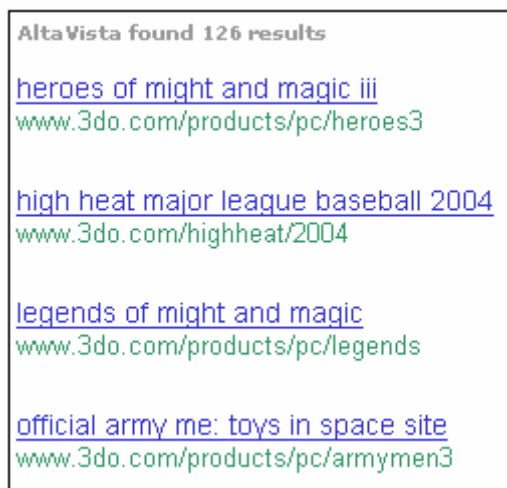 AltaVista found 126 results
heroes of might and magic iii
www.3do.com/products/pc/heroes3
high heat major league baseball 2004
www.3do.com/highheat/2004
legends of might and magic
www.3do.com/products/pc/legends
official army me: toys in space site
www.3do.com/products/pc/armymen3